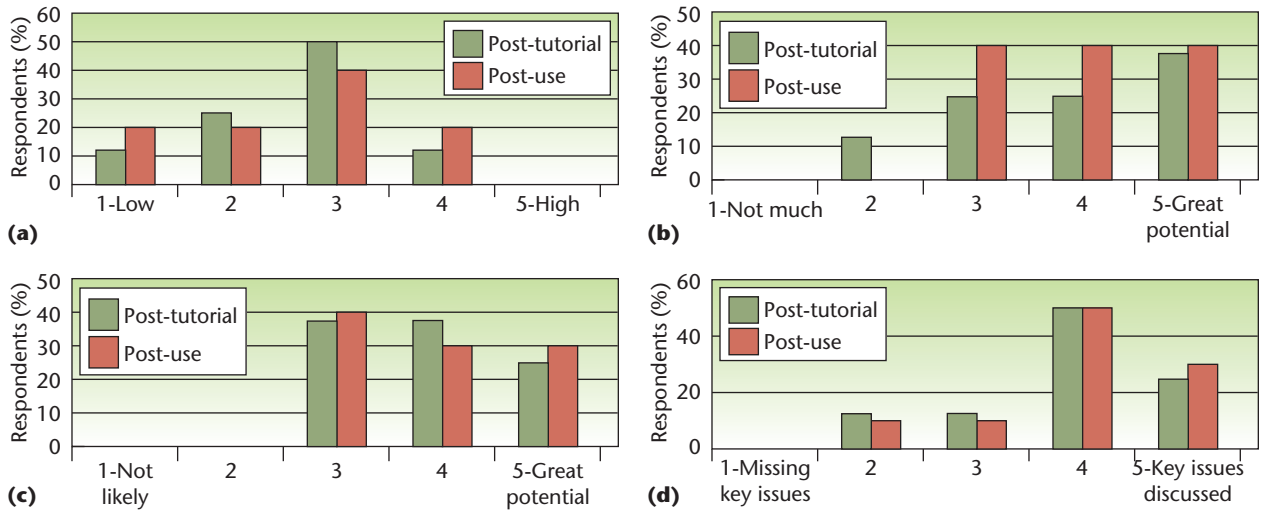 Respondents (%)
60
50
40
30
20
10
0
Post-tutorial
Post-use
1-Low
2
3
4
5-High
(a)
Respondents (%)
50
40
30
20
10
0
Post-tutorial
Post-use
1-Not much
2
3
4
5-Great
potential
(b)
Respondents (%)
50
40
30
20
10
0
Post-tutorial
Post-use
1-Not
likely
2
3
4
5-Great
potential
(c)
Respondents (%)
60
40
20
0
Post-tutorial
Post-use
1-Missing
key issues
2
3
4
5-Key issues
discussed
(d)